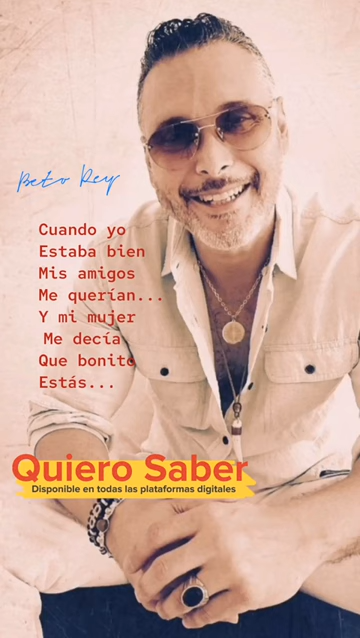 Beto Rey
Cuando yo
Estaba bien
Mis amigos
Me querían...
Y mi mujer
Me decía
Que bonito
Estás...
Quiero Saber
Disponible en todas las plataformas digitales